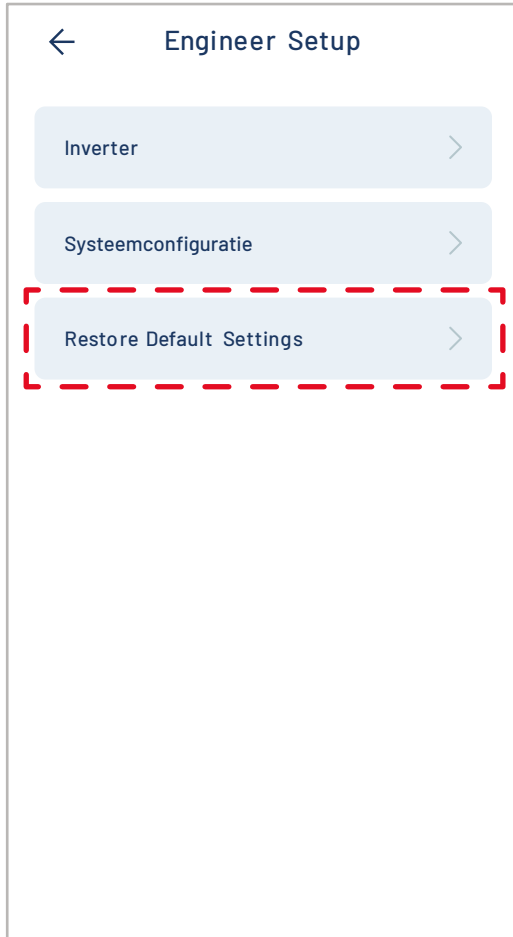 Engineer Setup
Inverter
Systeemconfiguratie
Restore Default Settings